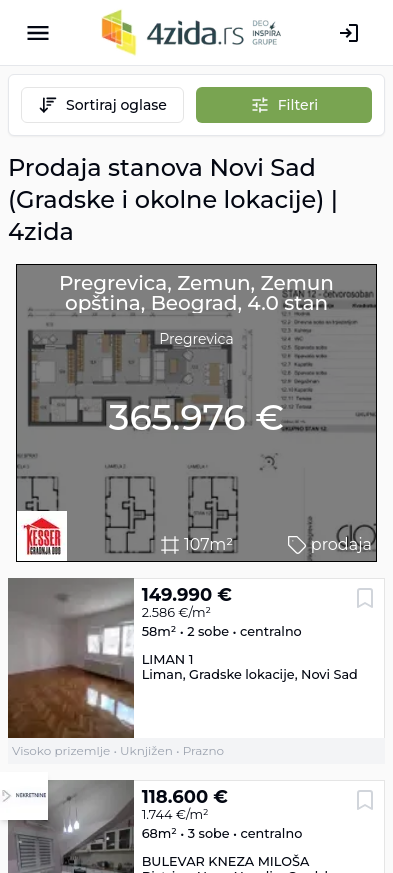 4zida.rs
DEO
INSPIRA
GRUPE
Sortiraj oglase
Filteri
Prodaja stanova Novi Sad
(Gradske i okolne lokacije) |
4zida
Pregrevica, Zemun, Zemun
opština, Beograd, 4.0 stan
STAN 12 - četvorosoban
Pregrevica
365.976 €
KESSER
GRADNJA DOO
107m²
prodaja
149.990 €
2.586 €/m²
58m² • 2 sobe • centralno
LIMAN 1
Liman, Gradske lokacije, Novi Sad
Visoko prizemlje • Uknjižen • Prazno
NEKRETNINE
118.600 €
1.744 €/m²
68m² • 3 sobe • centralno
BULEVAR KNEZA MILOŠA